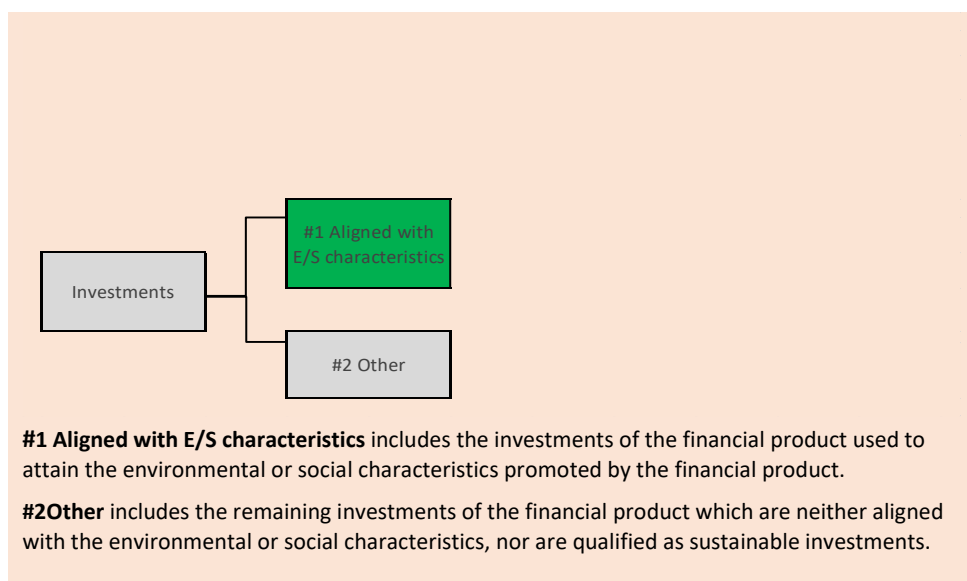 #1 Aligned with
E/S characteristics
Investments
#2 Other
#1 Aligned with E/S characteristics includes the investments of the financial product used to
attain the environmental or social characteristics promoted by the financial product.
#2Other includes the remaining investments of the financial product which are neither aligned
with the environmental or social characteristics, nor are qualified as sustainable investments.